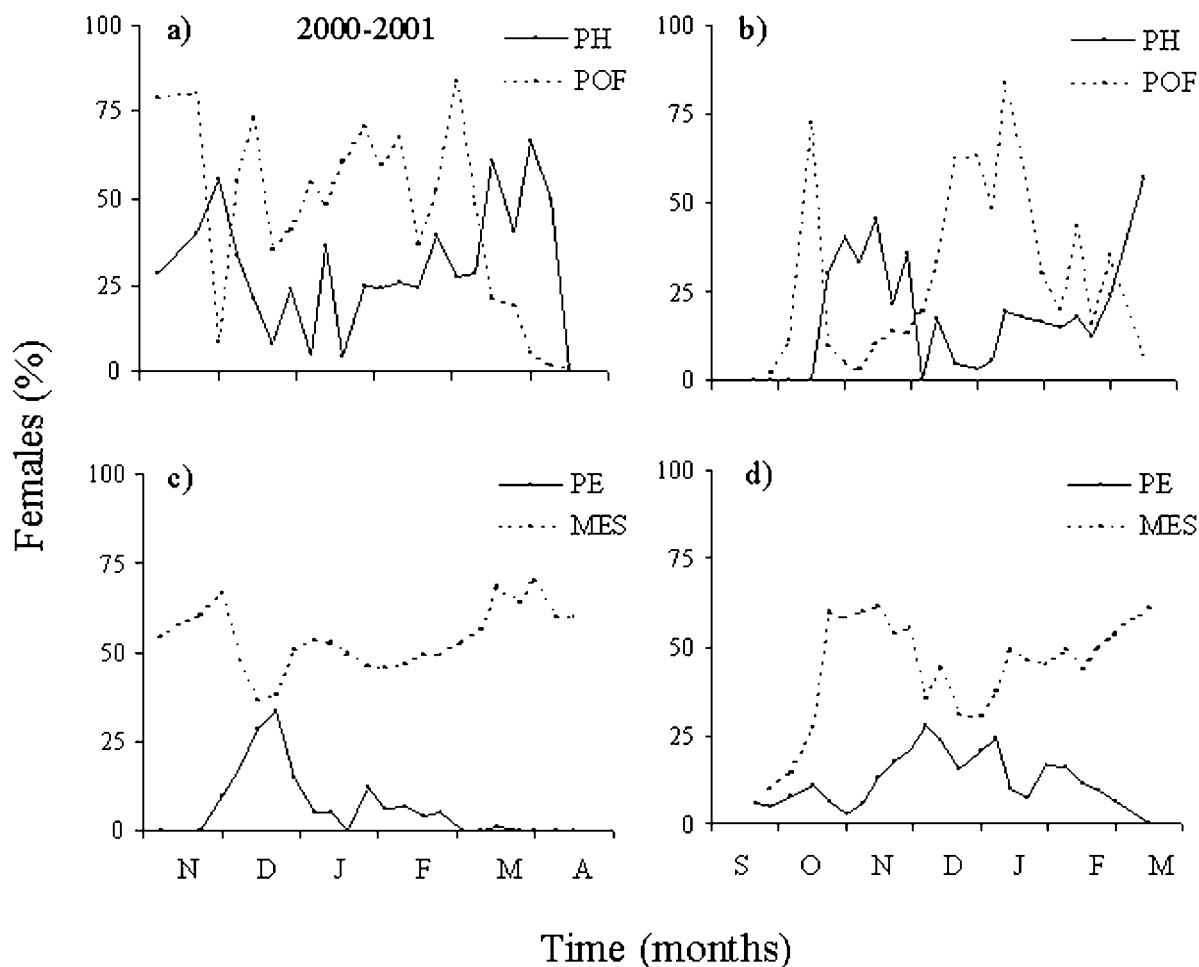 a) 2000-2001
PH
POF
100
75
50
25
0
b)
PH
POF
100
75
50
25
0
c)
PE
MES
100
75
50
25
0
N D J F M A
d)
PE
MES
100
75
50
25
0
S O N D J F M
Females (%)
Time (months)